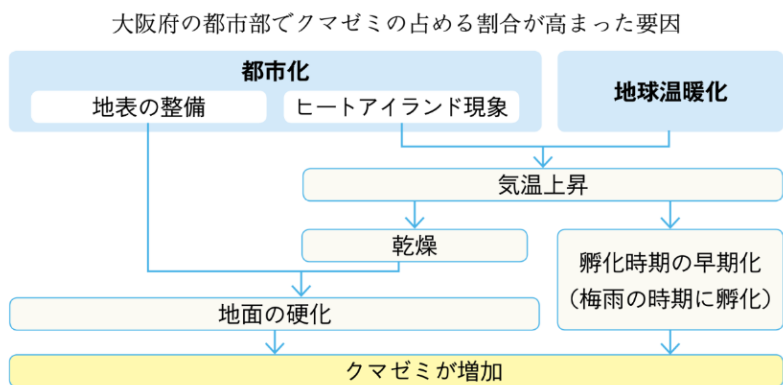 大阪府の都市部でクマゼミの占める割合が高まった要因
都市化
地球温暖化
地表の整備
ヒートアイランド現象
気温上昇
乾燥
孵化時期の早期化
（梅雨の時期に孵化）
地面の硬化
クマゼミが増加